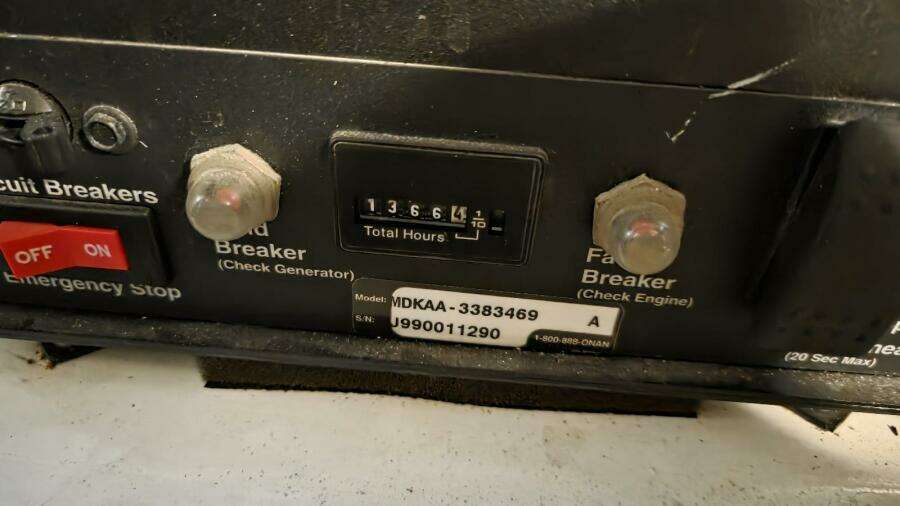 cuit Breakers
OFF ON
Emergency Stop
Breaker
(Check Generator)
13664 1/10
Total Hours
Fa
Breaker
(Check Engine)
Model: MDKAA-3383469 A
S/N: J990011290
1-800-888-ONAN
(20 Sec Max)